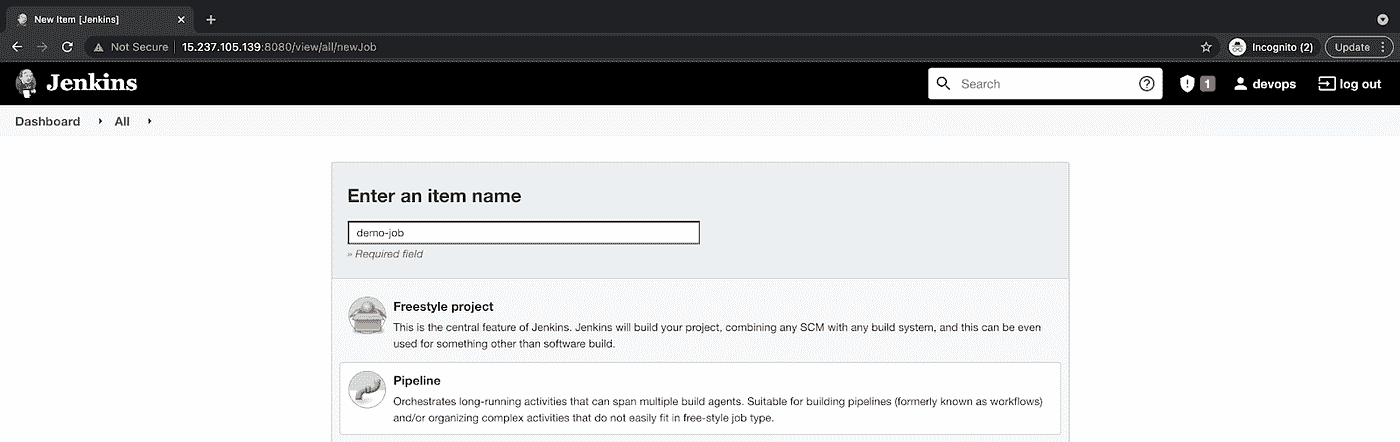 New Item [Jenkins]
Not Secure 15.237.105.139:8080/view/all/newJob Incognito (2) Update
Jenkins Search 1 devops log out
Dashboard All
Enter an item name
demo-job
» Required field
Freestyle project
This is the central feature of Jenkins. Jenkins will build your project, combining any SCM with any build system, and this can be even
used for something other than software build.
Pipeline
Orchestrates long-running activities that can span multiple build agents. Suitable for building pipelines (formerly known as workflows)
and/or organizing complex activities that do not easily fit in free-style job type.